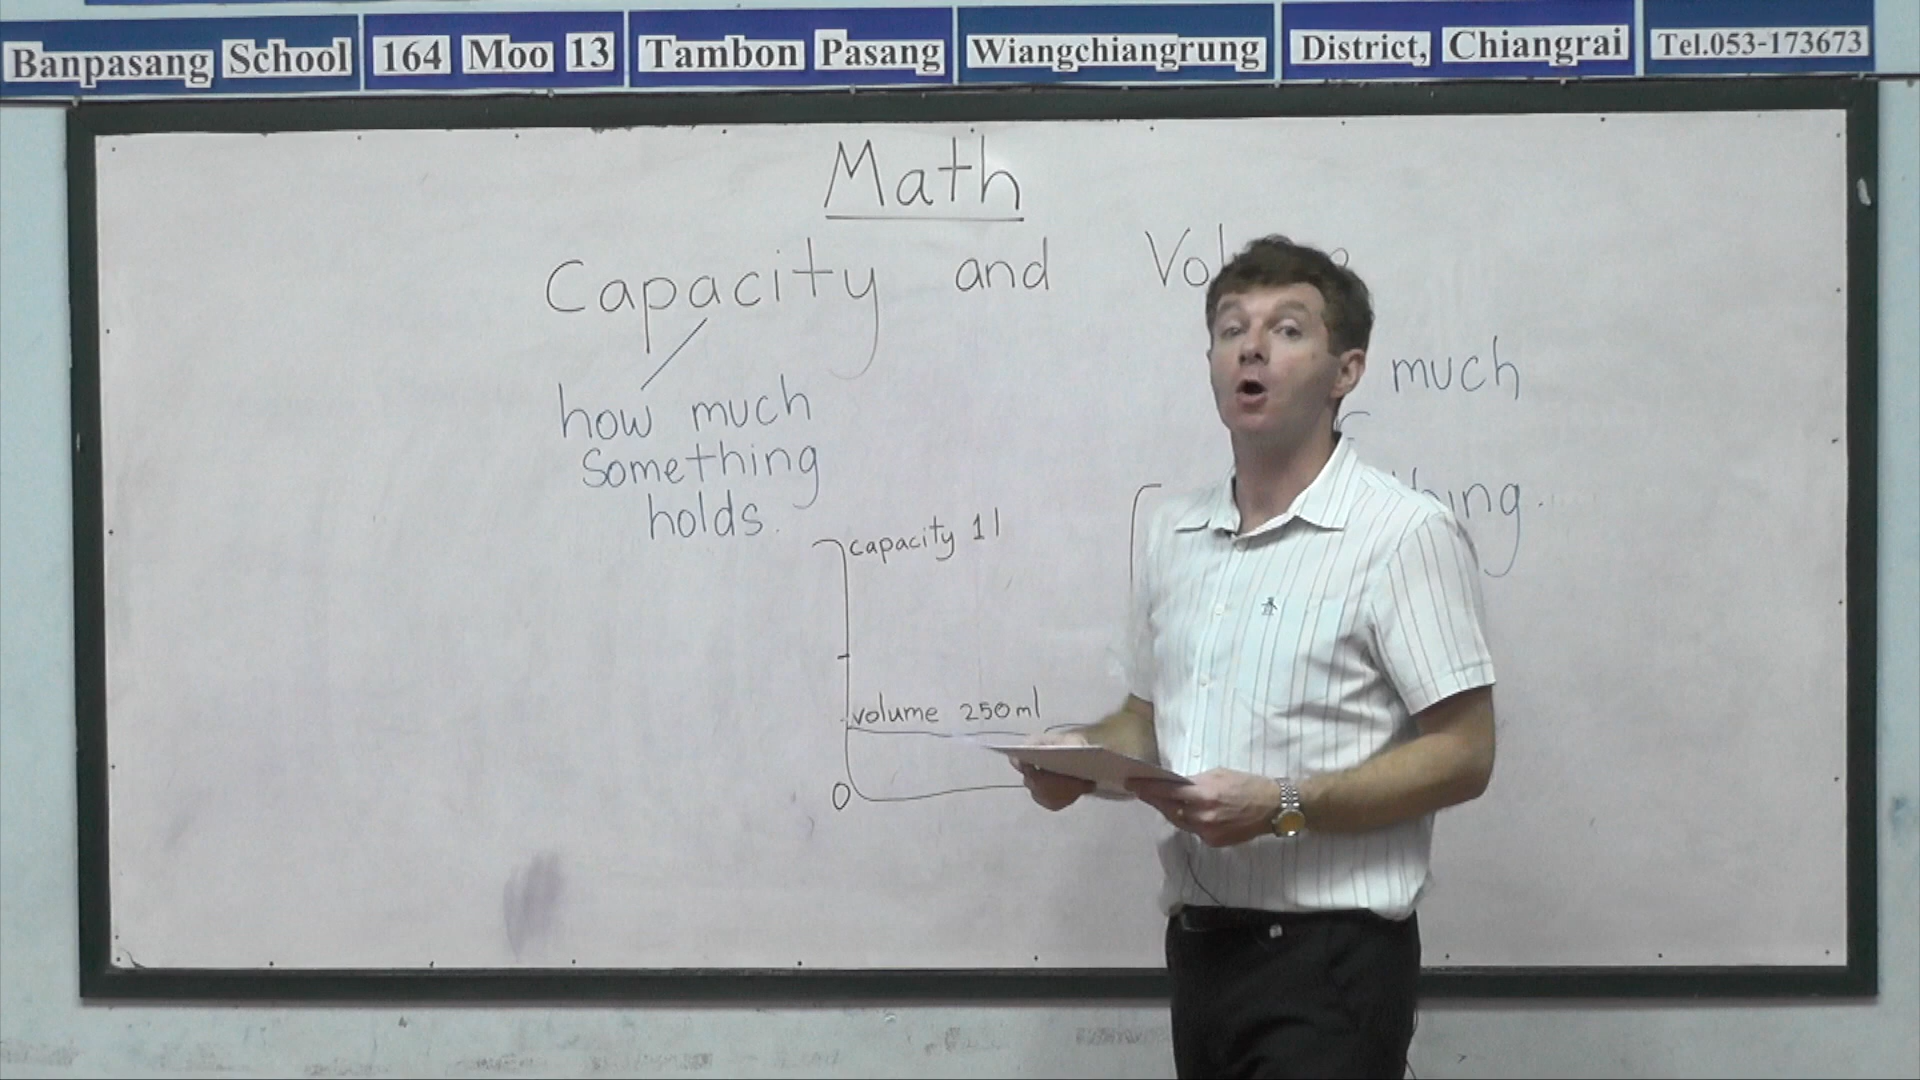 Banpasang School 164 Moo 13 Tambon Pasang Wiangchiangrung District, Chiangrai Tel.053-173673
Math
Capacity and
much
how much
something
holds.
capacity 1l
volume 250ml
0